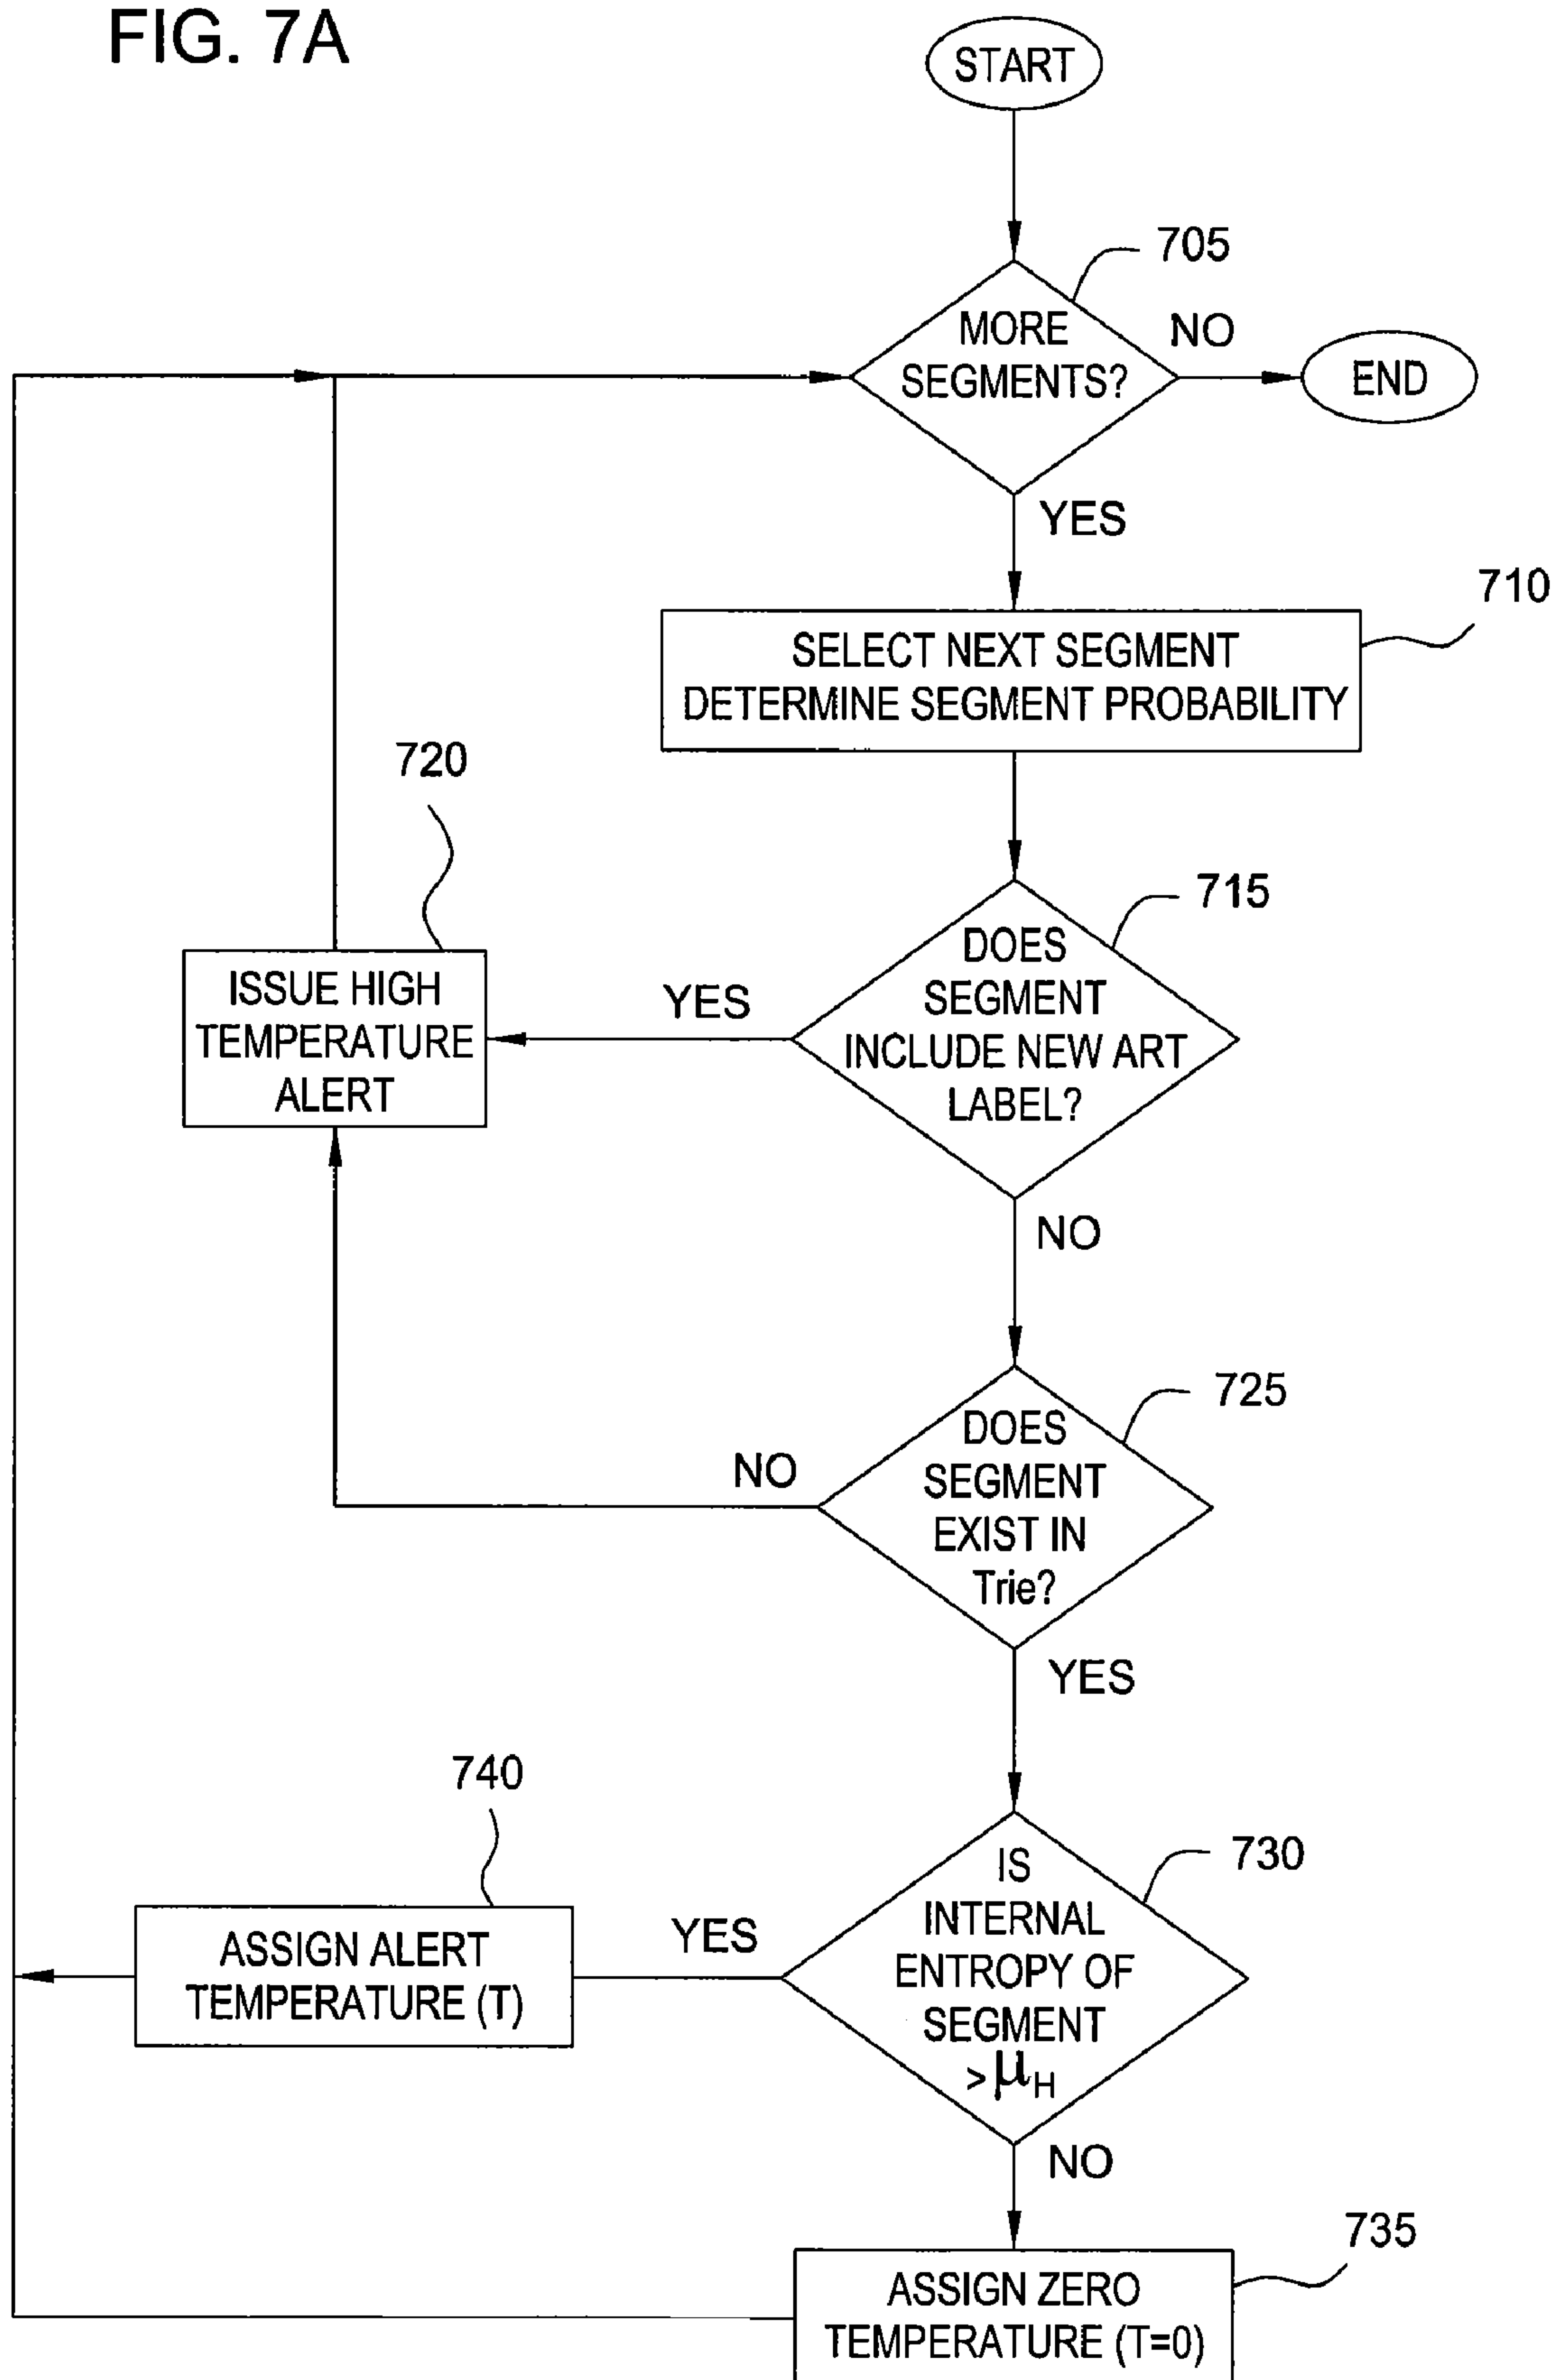 FIG. 7A
START
705
MORE
SEGMENTS?
NO
END
YES
710
SELECT NEXT SEGMENT
DETERMINE SEGMENT PROBABILITY
720
715
DOES
SEGMENT
INCLUDE NEW ART
LABEL?
YES
ISSUE HIGH
TEMPERATURE
ALERT
NO
725
DOES
SEGMENT
EXIST IN
Trie?
NO
YES
740
730
IS
INTERNAL
ENTROPY OF
SEGMENT
>μH
YES
ASSIGN ALERT
TEMPERATURE (T)
NO
735
ASSIGN ZERO
TEMPERATURE (T=0)